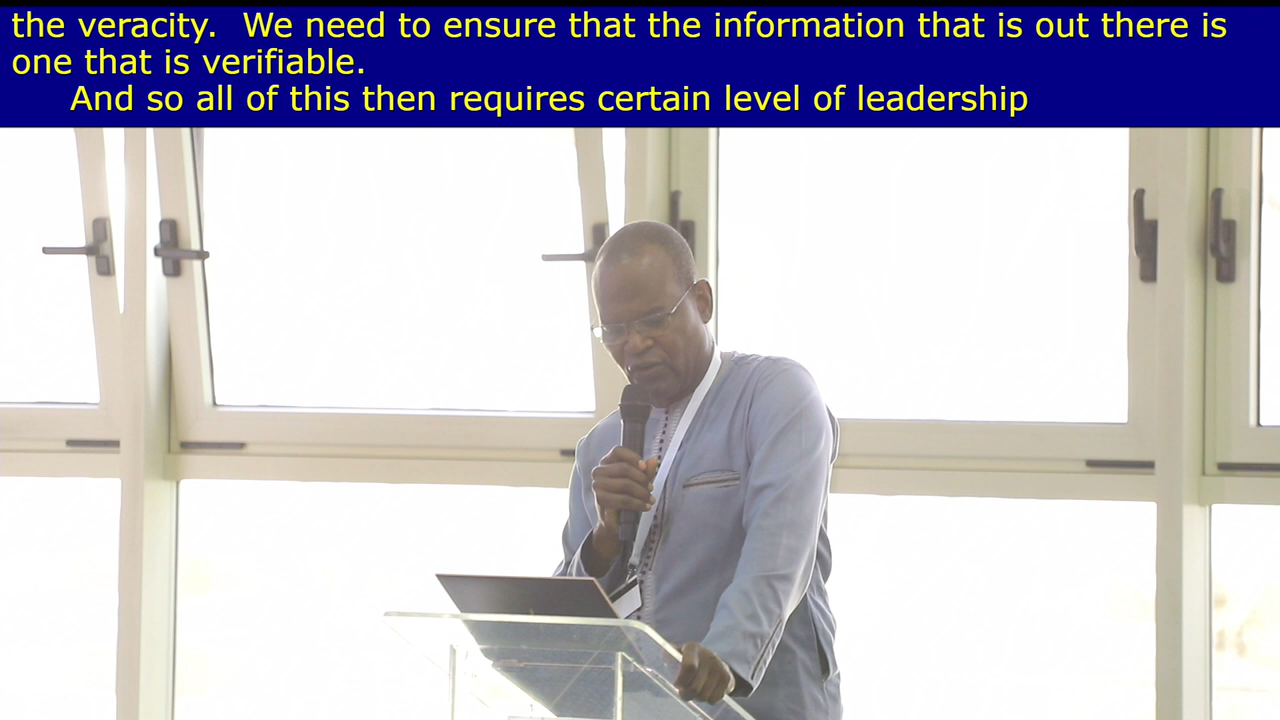 the veracity.  We need to ensure that the information that is out there is
one that is verifiable.
And so all of this then requires certain level of leadership